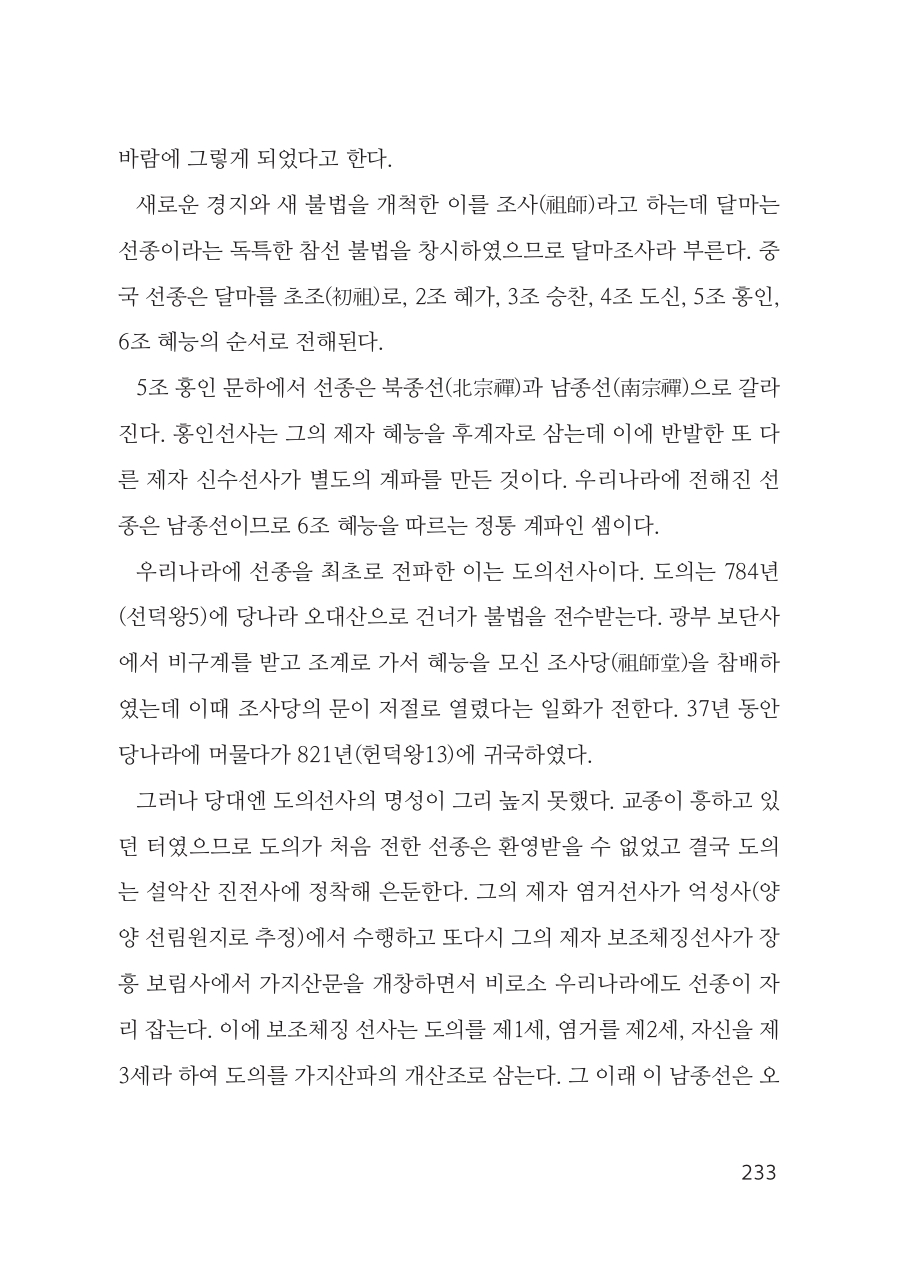 바람에 그렇게 되었다고 한다.
새로운 경지와 새 불법을 개척한 이를 조사(祖師)라고 하는데 달마는
선종이라는 독특한 참선 불법을 창시하였으므로 달마조사라 부른다. 중
국 선종은 달마를 초조(初祖)로, 2조 혜가, 3조 승찬, 4조 도신, 5조 홍인,
6조 혜능의 순서로 전해된다.
5조 홍인 문하에서 선종은 북종선(北宗禪)과 남종선(南宗禪)으로 갈라
진다. 홍인선사는 그의 제자 혜능을 후계자로 삼는데 이에 반발한 또 다
른 제자 신수선사가 별도의 계파를 만든 것이다. 우리나라에 전해진 선
종은 남종선이므로 6조 혜능을 따르는 정통 계파인 셈이다.
우리나라에 선종을 최초로 전파한 이는 도의선사이다. 도의는 784년
(선덕왕5)에 당나라 오대산으로 건너가 불법을 전수받는다. 광부 보단사
에서 비구계를 받고 조계로 가서 혜능을 모신 조사당(祖師堂)을 참배하
였는데 이때 조사당의 문이 저절로 열렸다는 일화가 전한다. 37년 동안
당나라에 머물다가 821년(헌덕왕13)에 귀국하였다.
그러나 당대엔 도의선사의 명성이 그리 높지 못했다. 교종이 흥하고 있
던 터였으므로 도의가 처음 전한 선종은 환영받을 수 없었고 결국 도의
는 설악산 진전사에 정착해 은둔한다. 그의 제자 염거선사가 억성사(양
양 선림원지로 추정)에서 수행하고 또다시 그의 제자 보조체징선사가 장
흥 보림사에서 가지산문을 개창하면서 비로소 우리나라에도 선종이 자
리 잡는다. 이에 보조체징 선사는 도의를 제1세, 염거를 제2세, 자신을 제
3세라 하여 도의를 가지산파의 개산조로 삼는다. 그 이래 이 남종선은 오
233